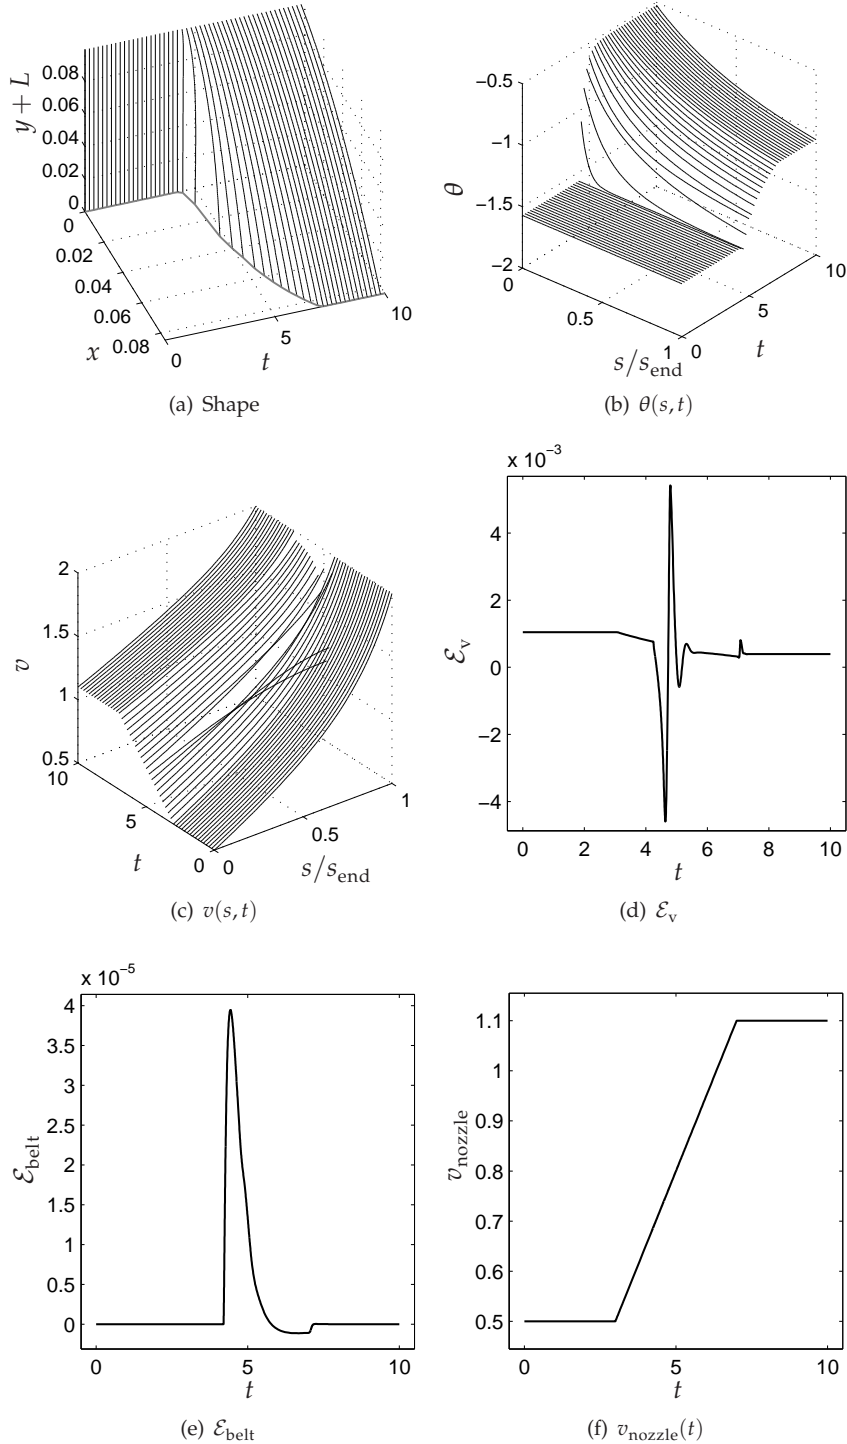 0.08
0.06
0.04
0.02
0
y + L
0
0.02
0.04
0.06
0.08
x
0
5
10
t
(a) Shape
−0.5
−1
−1.5
−2
θ
0
0.5
1
s/s_end
0
5
10
t
(b) θ(s, t)
2
1.5
1
0.5
v
10
5
0
t
0
0.5
1
s/s_end
(c) v(s, t)
x 10^−3
4
2
0
−2
−4
ℰ_v
0 2 4 6 8 10
t
(d) ℰ_v
x 10^−5
4
3.5
3
2.5
2
1.5
1
0.5
0
ℰ_belt
0 5 10
t
(e) ℰ_belt
1.1
1
0.9
0.8
0.7
0.6
0.5
v_nozzle
0 5 10
t
(f) v_nozzle(t)